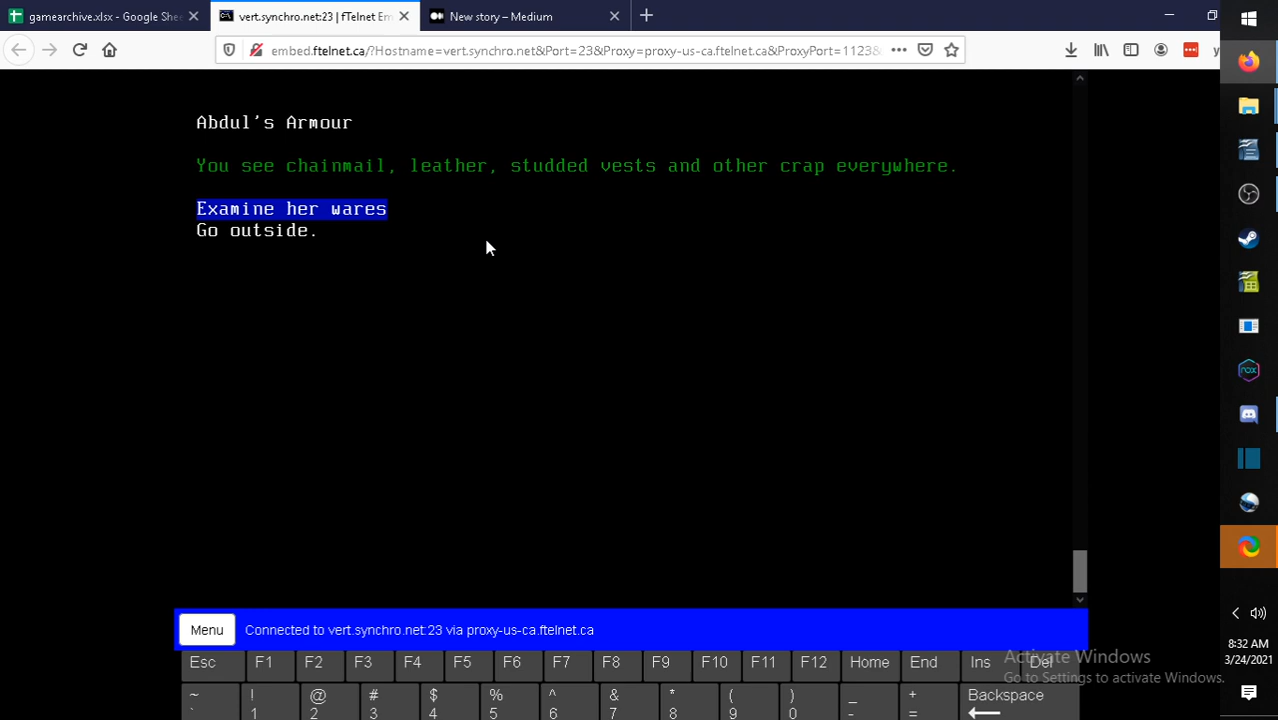 gamearchive.xlsx - Google Shee
vert.synchro.net:23 | fTelnet Em
New story – Medium
embed.ftelnet.ca/?Hostname=vert.synchro.net&Port=23&Proxy=proxy-us-ca.ftelnet.ca&ProxyPort=1123&
Abdul's Armour
You see chainmail, leather, studded vests and other crap everywhere.
Examine her wares
Go outside.
Menu
Connected to vert.synchro.net:23 via proxy-us-ca.ftelnet.ca
Esc F1 F2 F3 F4 F5 F6 F7 F8 F9 F10 F11 F12 Home End Ins Del
~ ! @ # $ % ^ & * ( ) _ + Backspace
` 1 2 3 4 5 6 7 8 9 0 - =
Activate Windows
Go to Settings to activate Windows.
8:32 AM
3/24/2021